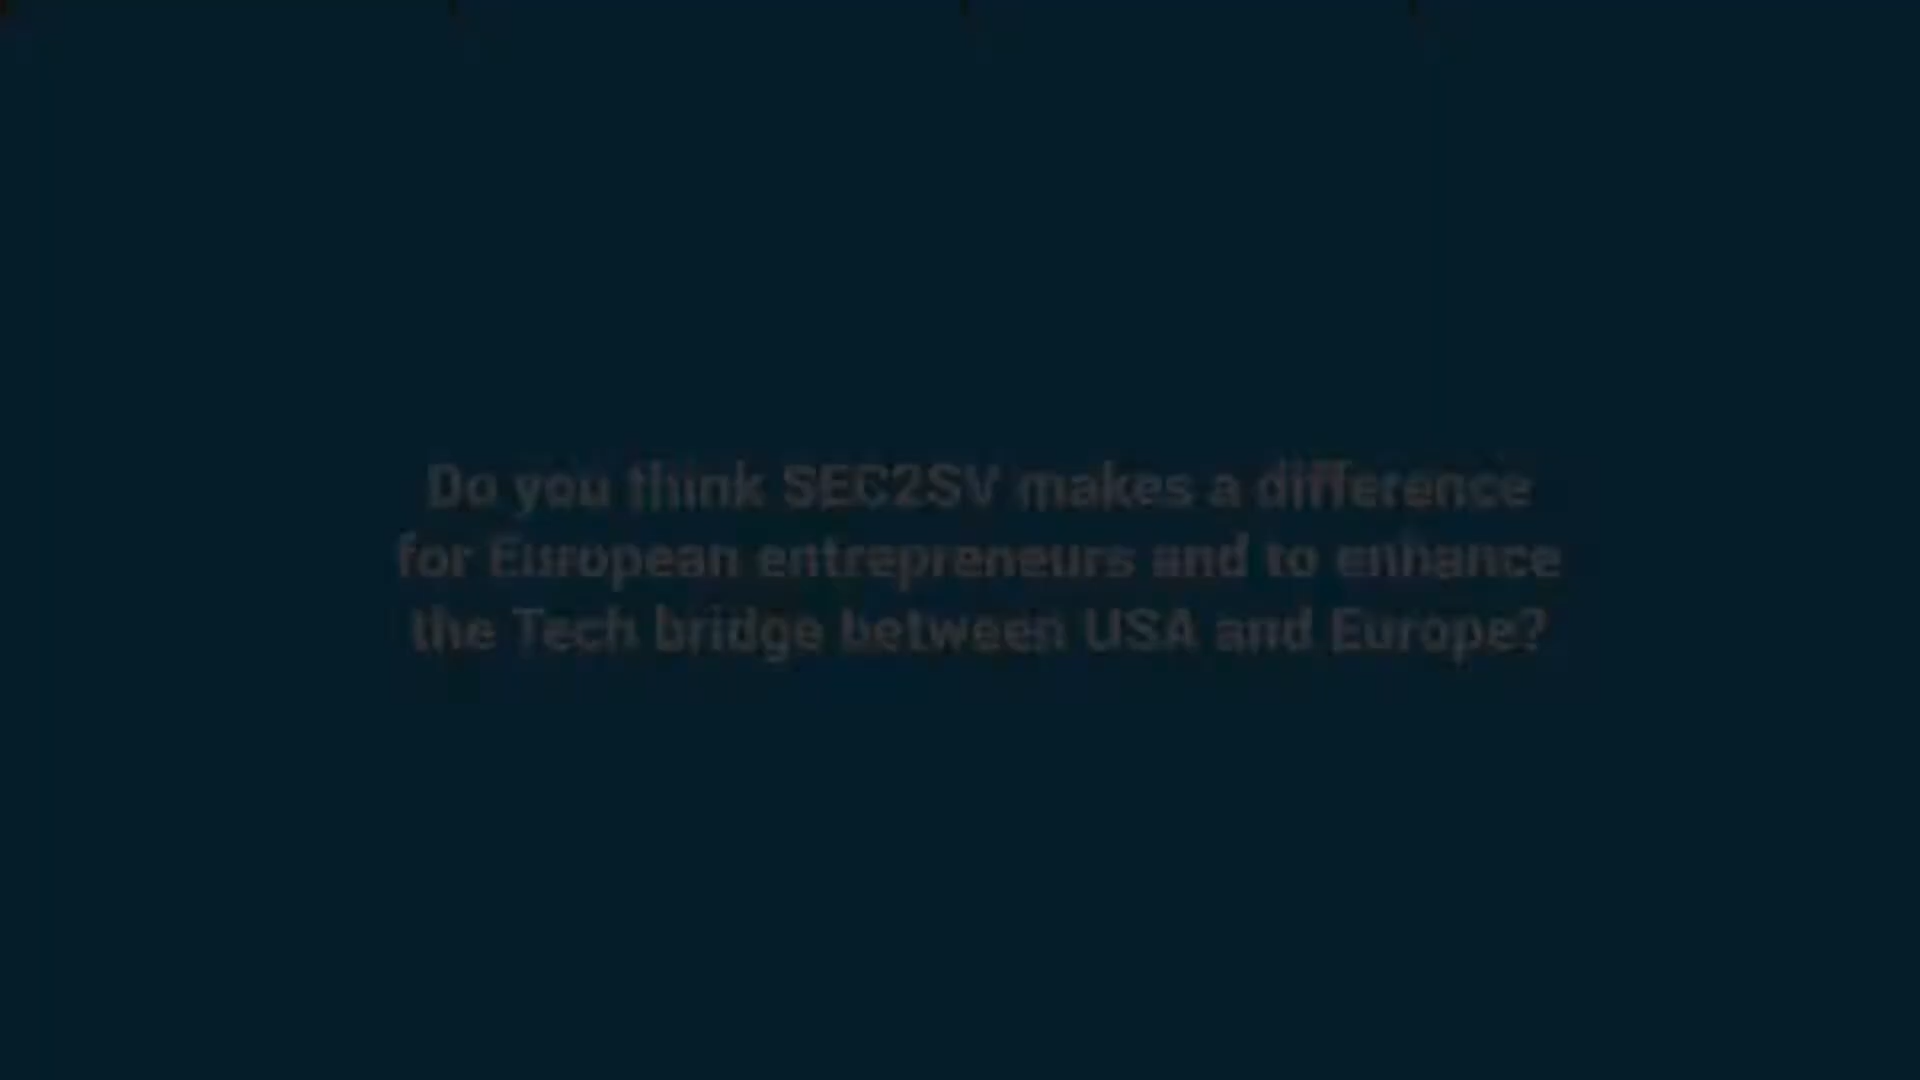 Do you think SEC2SV makes a difference
for European entrepreneurs and to enhance
the Tech bridge between USA and Europe?